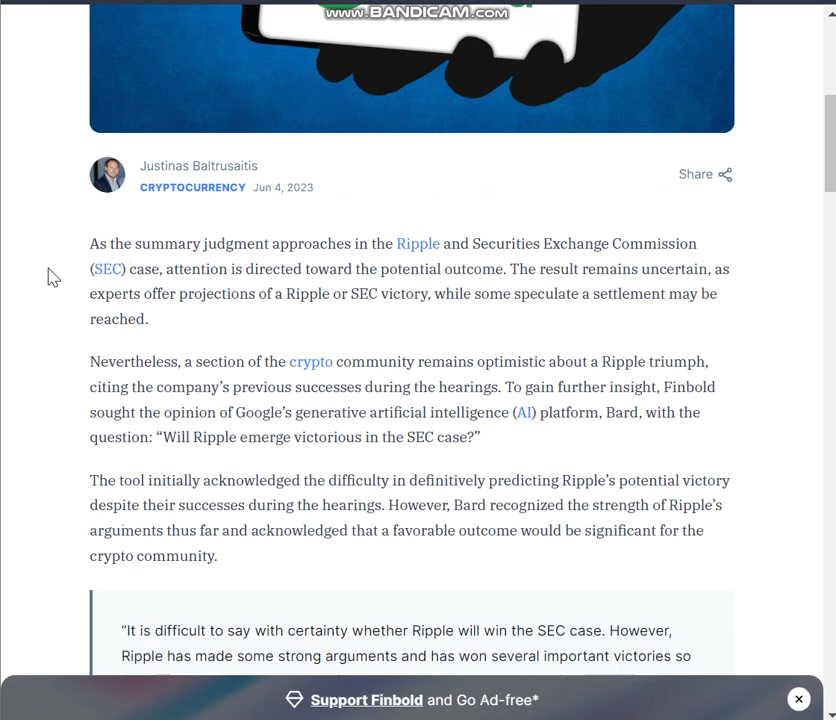 www.BANDICAM.com
Justinas Baltrusaitis
CRYPTOCURRENCY Jun 4, 2023
Share
As the summary judgment approaches in the Ripple and Securities Exchange Commission
(SEC) case, attention is directed toward the potential outcome. The result remains uncertain, as
experts offer projections of a Ripple or SEC victory, while some speculate a settlement may be
reached.
Nevertheless, a section of the crypto community remains optimistic about a Ripple triumph,
citing the company’s previous successes during the hearings. To gain further insight, Finbold
sought the opinion of Google’s generative artificial intelligence (AI) platform, Bard, with the
question: “Will Ripple emerge victorious in the SEC case?”
The tool initially acknowledged the difficulty in definitively predicting Ripple’s potential victory
despite their successes during the hearings. However, Bard recognized the strength of Ripple’s
arguments thus far and acknowledged that a favorable outcome would be significant for the
crypto community.
“It is difficult to say with certainty whether Ripple will win the SEC case. However,
Ripple has made some strong arguments and has won several important victories so
Support Finbold and Go Ad-free*